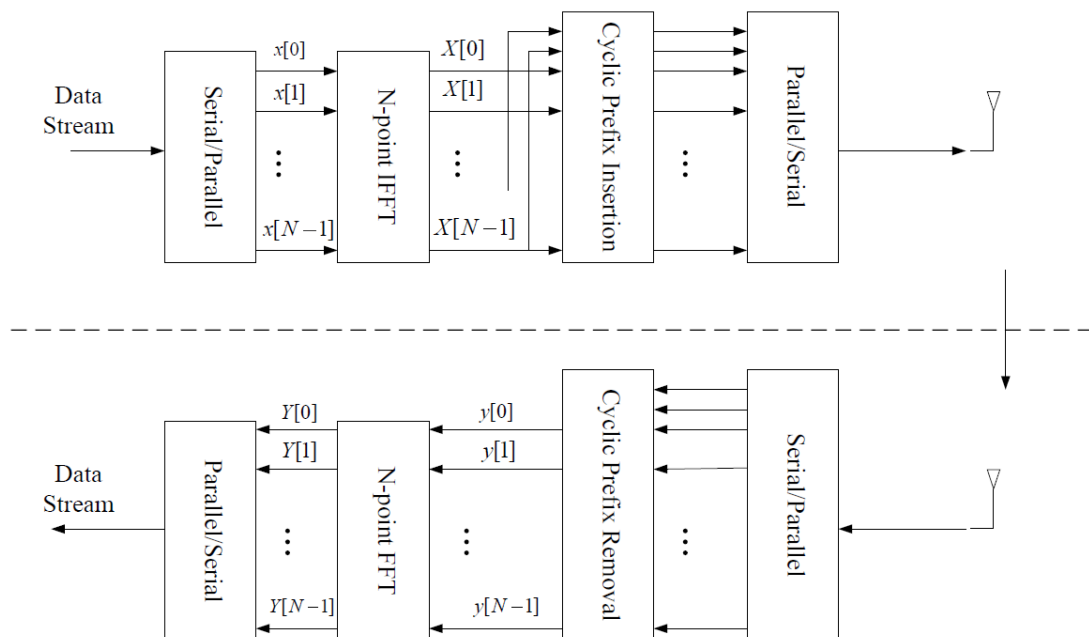 Data
Stream
Serial/Parallel
x[0]
x[1]
...
x[N−1]
N-point IFFT
X[0]
X[1]
...
X[N−1]
Cyclic Prefix Insertion
...
Parallel/Serial
Data
Stream
Parallel/Serial
Y[0]
Y[1]
...
Y[N−1]
N-point FFT
y[0]
y[1]
...
y[N−1]
Cyclic Prefix Removal
...
Serial/Parallel